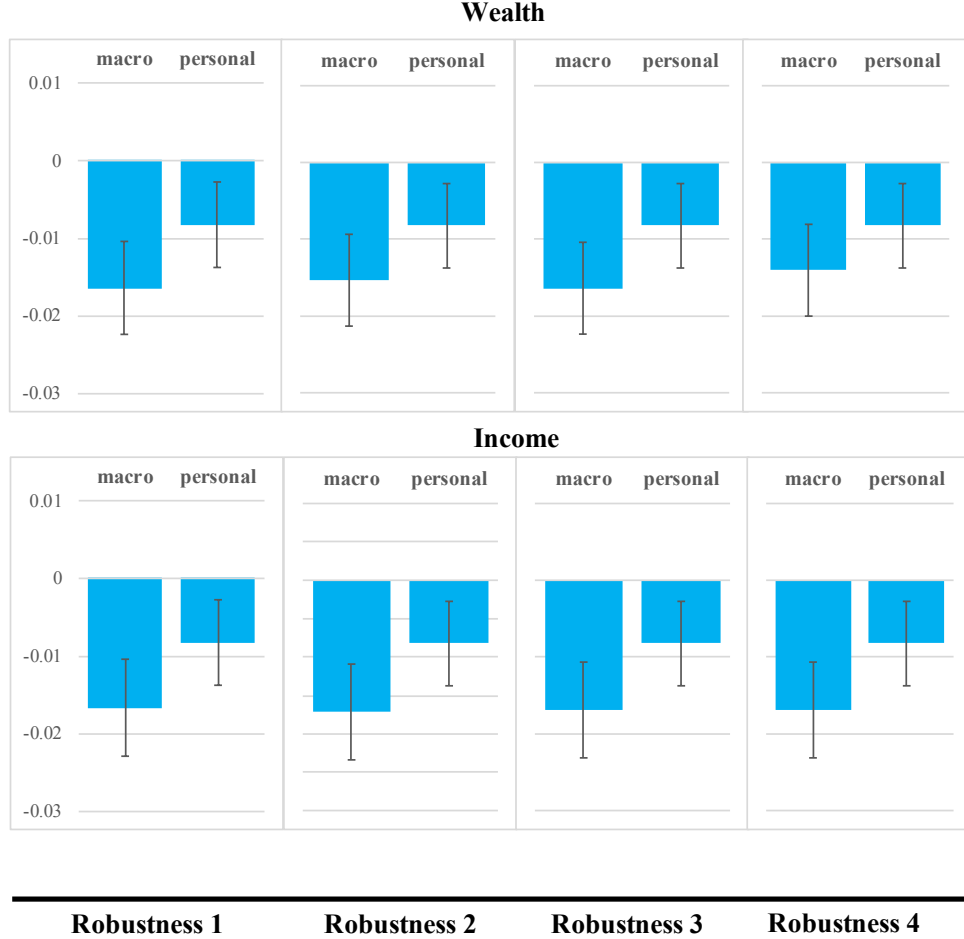 Wealth
macro personal macro personal macro personal macro personal
0.01
0
-0.01
-0.02
-0.03
Income
macro personal macro personal macro personal macro personal
0.01
0
-0.01
-0.02
-0.03
Robustness 1 Robustness 2 Robustness 3 Robustness 4